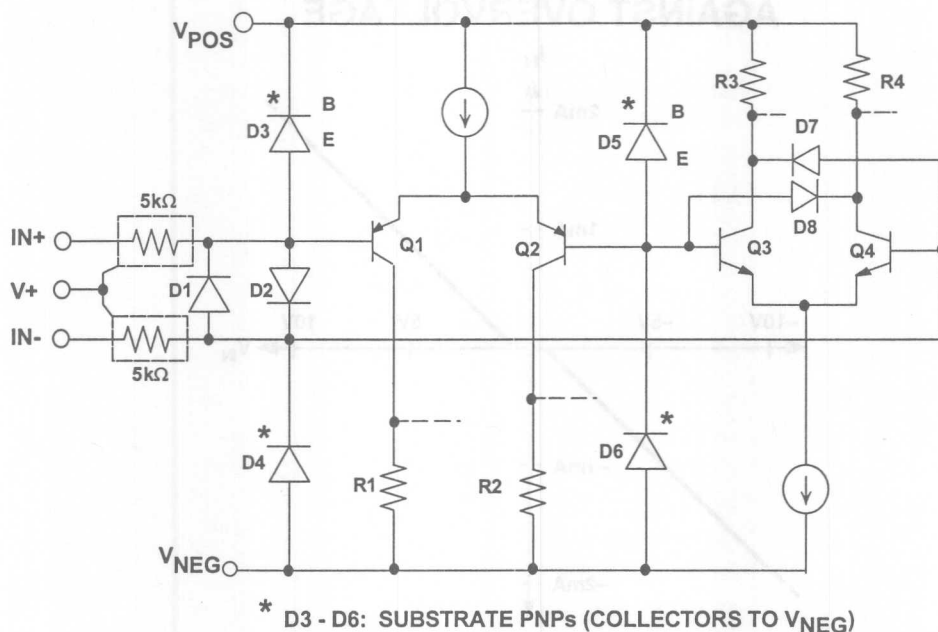 VPOS
R3
R4
* D3
B
E
* D5
B
E
D7
D8
5kΩ
IN+
Q1
Q2
Q3
Q4
V+
D1
D2
IN-
5kΩ
* D4
D6 *
R1
R2
VNEG
* D3 - D6: SUBSTRATE PNPs (COLLECTORS TO VNEG)